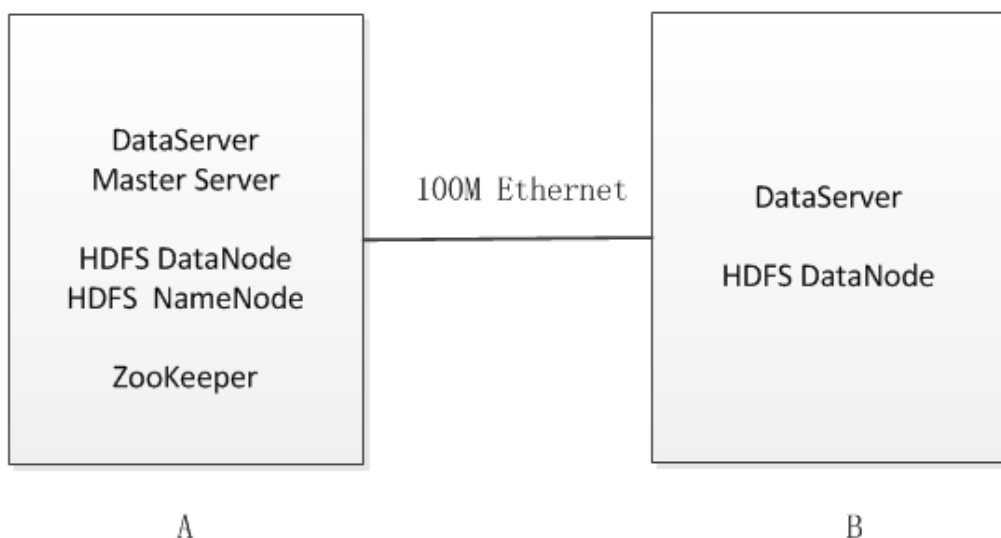 DataServer
Master Server
HDFS DataNode
HDFS NameNode
ZooKeeper
100M Ethernet
DataServer
HDFS DataNode
A
B